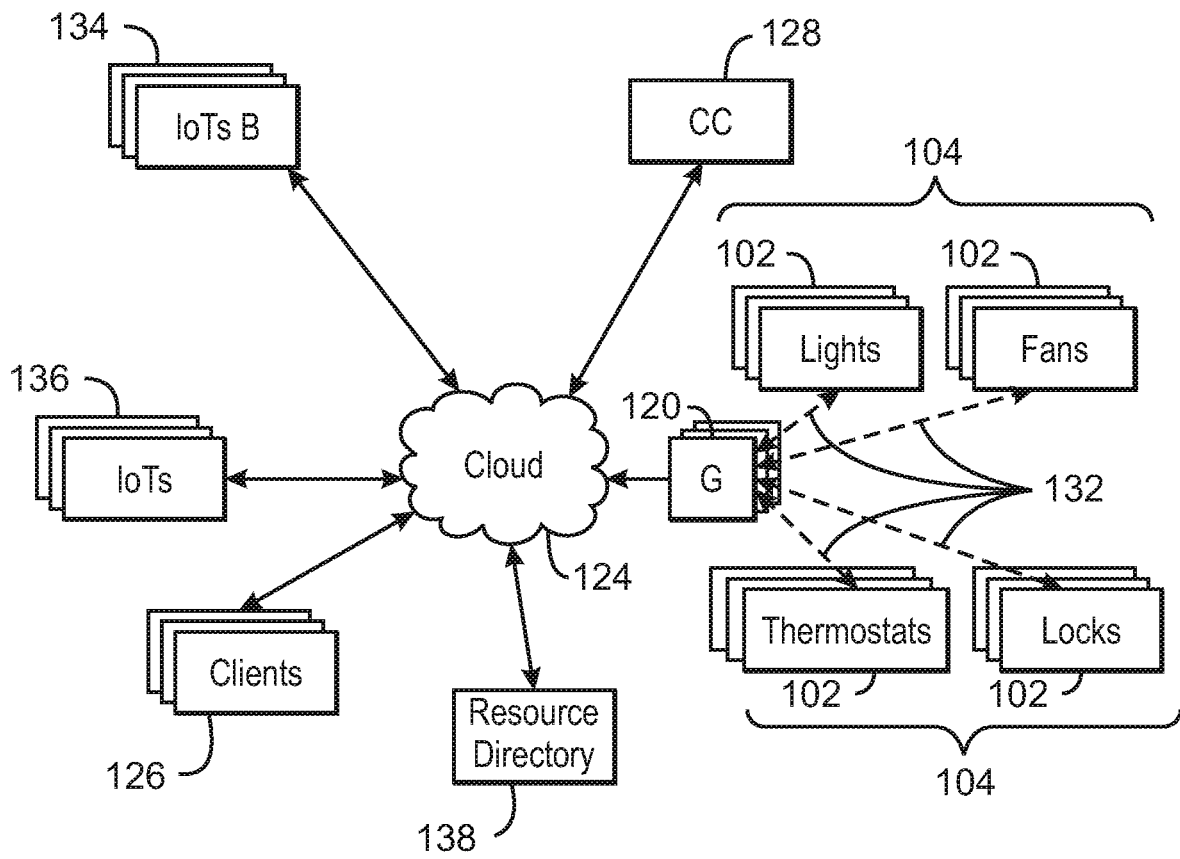 134
IoTs B
128
CC
104
102
Lights
102
Fans
136
IoTs
Cloud
120
G
132
124
Clients
126
Resource
Directory
138
Thermostats
102
Locks
102
104